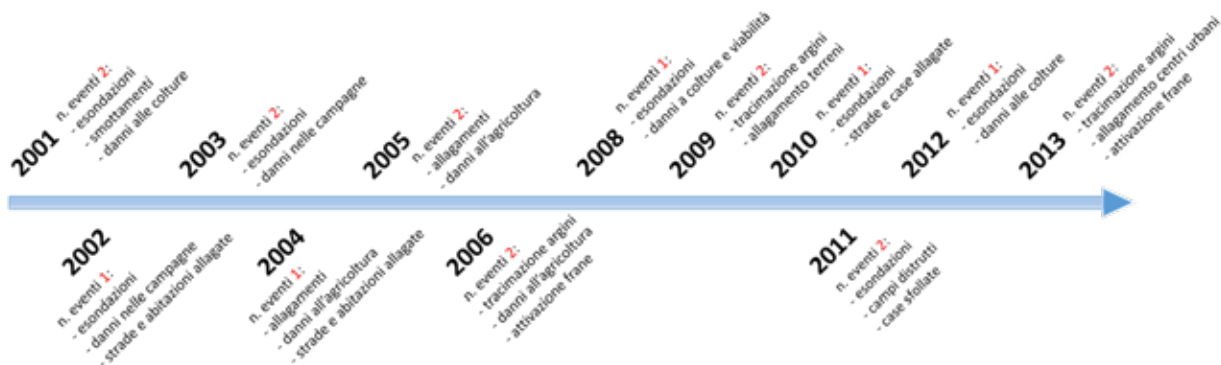 2001
n. eventi 2:
- esondazioni
- smottamenti
- danni alle colture
2002
n. eventi 1:
- esondazioni
- danni nelle campagne
- strade e abitazioni allagate
2003
n. eventi 2:
- esondazioni
- danni nelle campagne
2004
n. eventi 1:
- allagamenti
- danni all'agricoltura
- strade e abitazioni allagate
2005
n. eventi 2:
- allagamenti
- danni all'agricoltura
2006
n. eventi 2:
- tracimazione argini
- danni all'agricoltura
- attivazione frane
2008
n. eventi 1:
- esondazioni
- danni a colture e viabilità
2009
n. eventi 2:
- tracimazione argini
- allagamento terreni
2010
n. eventi 1:
- esondazioni
- strade e case allagate
2011
n. eventi 2:
- esondazioni
- campi distrutti
- case sfollate
2012
n. eventi 1:
- esondazioni
- danni alle colture
2013
n. eventi 2:
- tracimazione argini
- allagamento centri urbani
- attivazione frane